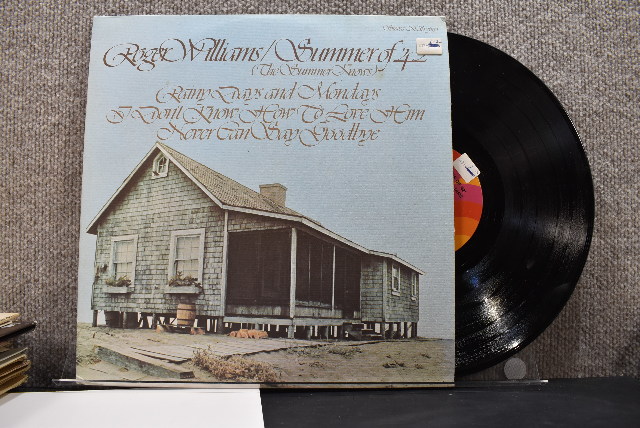 Roger Williams/Summer of '42
(The Summer Knows)
Rainy Days and Mondays
I Don't Know How To Love Him
Never Can Say Goodbye